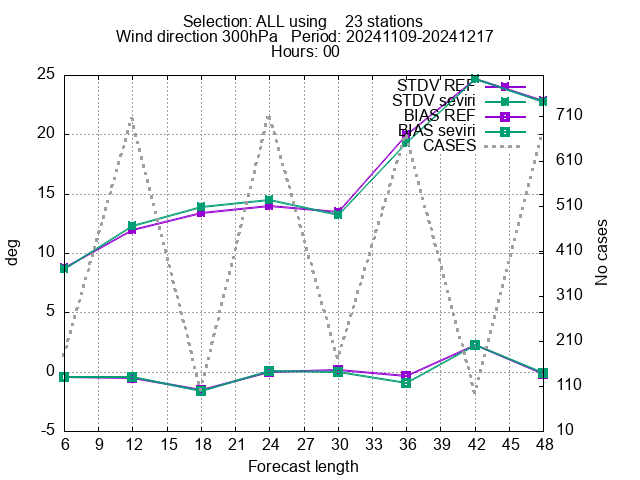 Selection: ALL using    23 stations
Wind direction 300hPa   Period: 20241109-20241217
Hours: 00
25
20
15
10
5
0
-5
deg
STDV REF
STDV seviri
BIAS REF
BIAS seviri
CASES
710
610
510
410
310
210
110
10
No cases
6 9 12 15 18 21 24 27 30 33 36 39 42 45 48
Forecast length